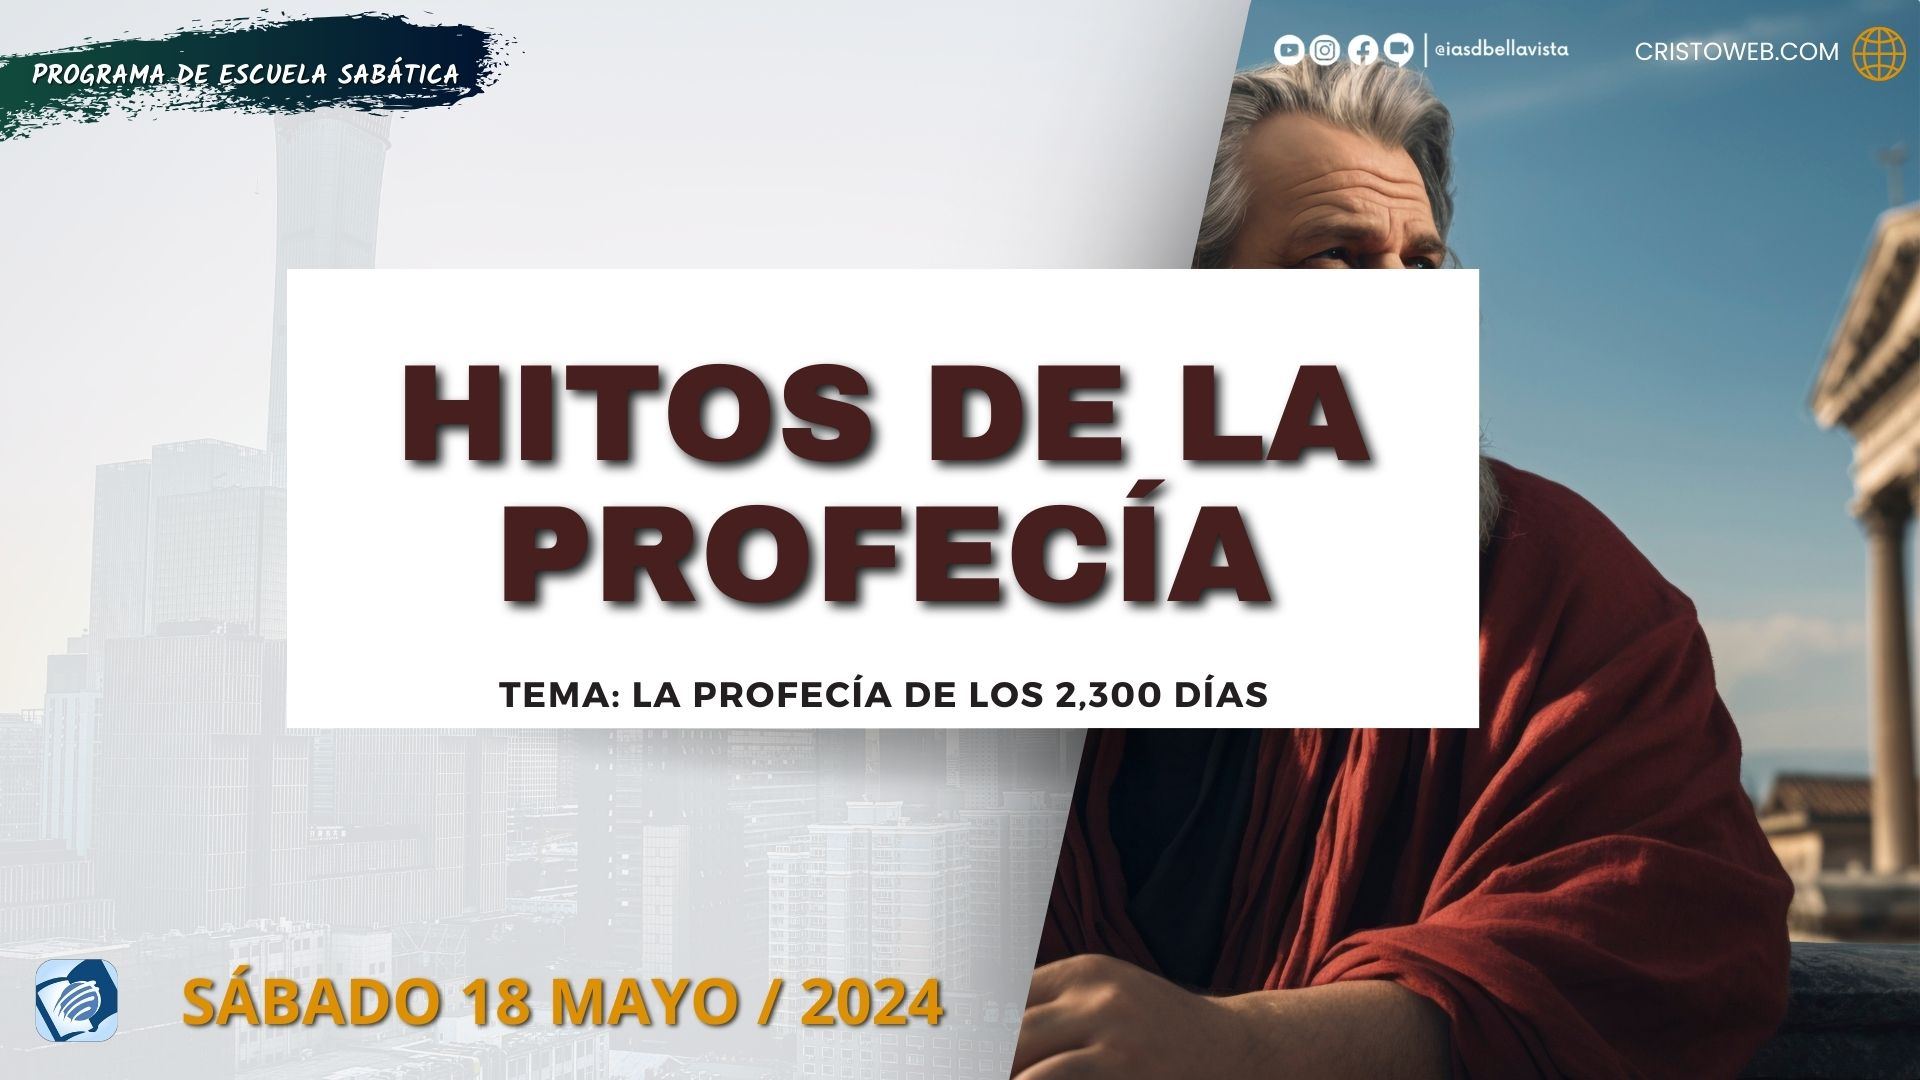 PROGRAMA DE ESCUELA SABÁTICA
@iasdbellavista
CRISTOWEB.COM
HITOS DE LA
PROFECÍA
TEMA: LA PROFECÍA DE LOS 2,300 DÍAS
SÁBADO 18 MAYO / 2024